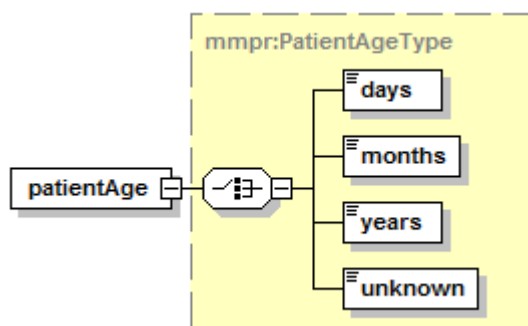 mmpr:PatientAgeType
days
months
patientAge
years
unknown